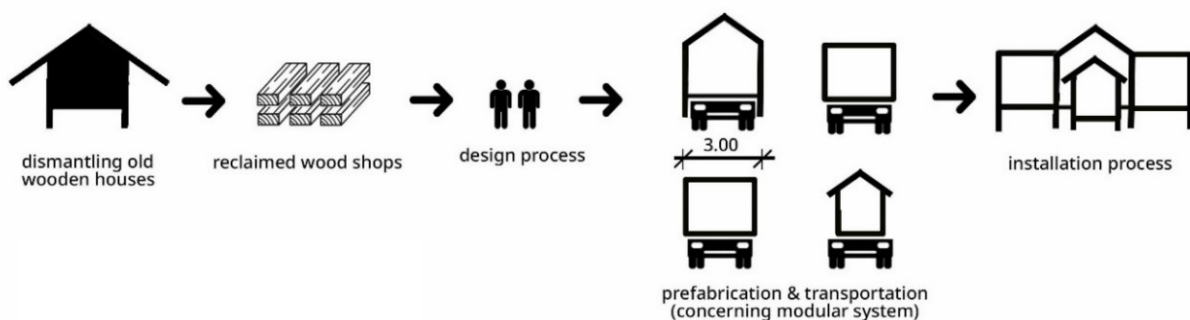 dismantling old
wooden houses
reclaimed wood shops
design process
3.00
prefabrication & transportation
(concerning modular system)
installation process